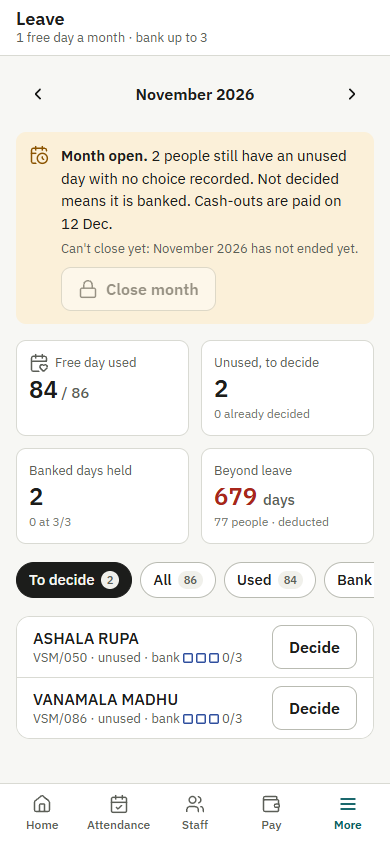 Leave
1 free day a month · bank up to 3
November 2026
Month open. 2 people still have an unused
day with no choice recorded. Not decided
means it is banked. Cash-outs are paid on
12 Dec.
Can't close yet: November 2026 has not ended yet.
Close month
Free day used
84 / 86
Unused, to decide
2
0 already decided
Banked days held
2
0 at 3/3
Beyond leave
679 days
77 people · deducted
To decide 2 All 86 Used 84 Bank
ASHALA RUPA
VSM/050 · unused · bank 0/3
Decide
VANAMALA MADHU
VSM/086 · unused · bank 0/3
Decide
Home Attendance Staff Pay More